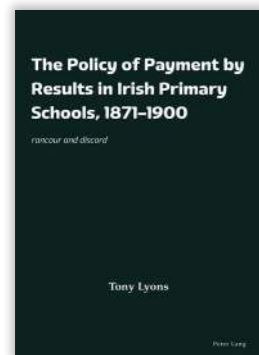 The Policy of Payment by
Results in Irish Primary
Schools, 1871–1900
rancour and discord
Tony Lyons
Peter Lang